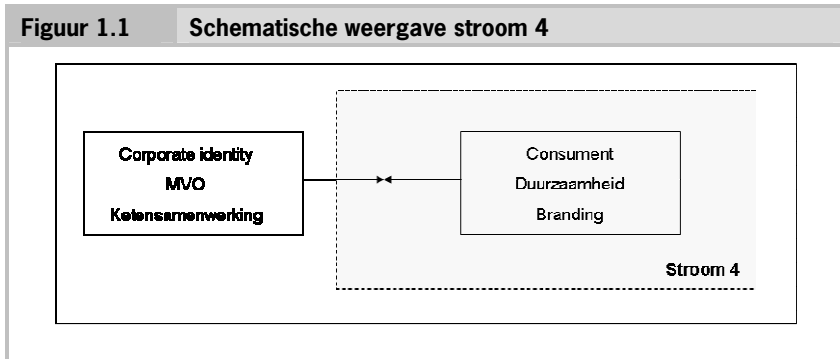 Figuur 1.1 Schematische weergave stroom 4
Corporate identity
MVO
Ketensamenwerking
Consument
Duurzaamheid
Branding
Stroom 4